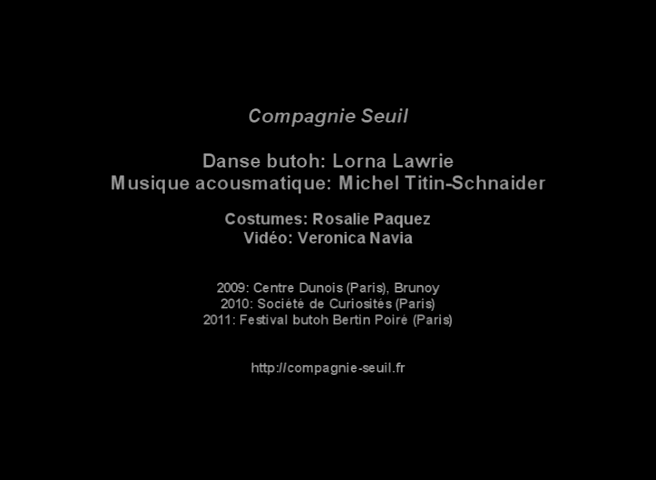 Compagnie Seuil
Danse butoh: Lorna Lawrie
Musique acousmatique: Michel Titin-Schnaider
Costumes: Rosalie Paquez
Vidéo: Veronica Navia
2009: Centre Dunois (Paris), Brunoy
2010: Société de Curiosités (Paris)
2011: Festival butoh Bertin Poiré (Paris)
http://compagnie-seuil.fr